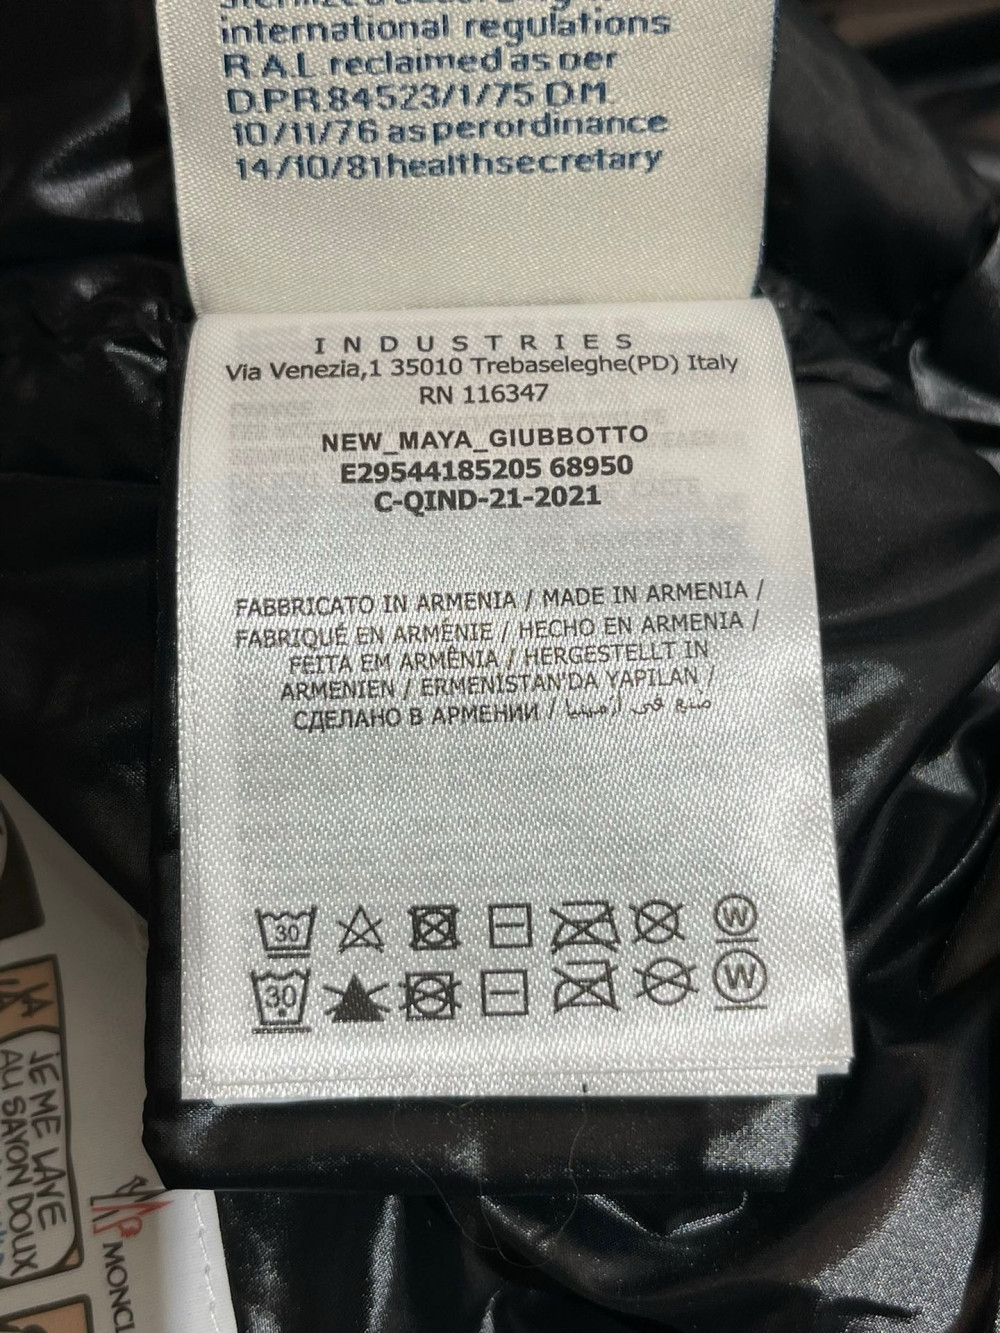 international regulations
R.A.L reclaimed as per
D.P.R.84523/1/75 D.M.
10/11/76 as per ordinance
14/10/81 health secretary
INDUSTRIES
Via Venezia,1 35010 Trebaseleghe(PD) Italy
RN 116347
NEW_MAYA_GIUBBOTTO
E29544185205 68950
C-QIND-21-2021
FABBRICATO IN ARMENIA / MADE IN ARMENIA /
FABRIQUÉ EN ARMÉNIE / HECHO EN ARMENIA /
FEITA EM ARMÊNIA / HERGESTELLT IN
ARMENIEN / ERMENİSTAN'DA YAPILAN /
СДЕЛАНО В АРМЕНИИ / صنع في أرمينيا
30
W
30
W
JE ME LAVE
AU SAVON DOUX
MONCL